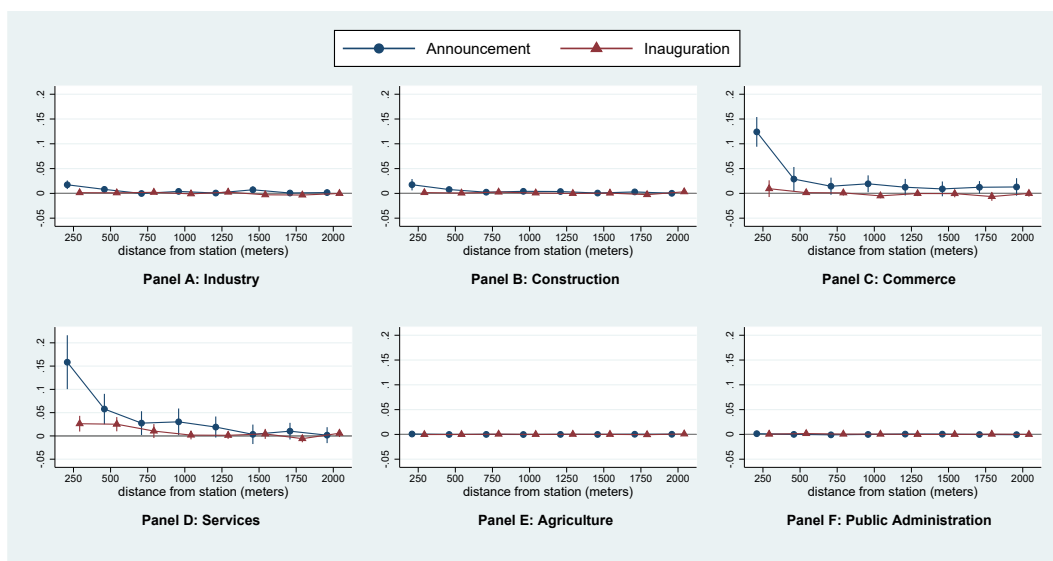 Announcement Inauguration
.2 .2 .2
.15 .15 .15
.1 .1 .1
.05 .05 .05
0 0 0
-.05 -.05 -.05
250 500 750 1000 1250 1500 1750 2000 250 500 750 1000 1250 1500 1750 2000 250 500 750 1000 1250 1500 1750 2000
distance from station (meters) distance from station (meters) distance from station (meters)
Panel A: Industry Panel B: Construction Panel C: Commerce
.2 .2 .2
.15 .15 .15
.1 .1 .1
.05 .05 .05
0 0 0
-.05 -.05 -.05
250 500 750 1000 1250 1500 1750 2000 250 500 750 1000 1250 1500 1750 2000 250 500 750 1000 1250 1500 1750 2000
distance from station (meters) distance from station (meters) distance from station (meters)
Panel D: Services Panel E: Agriculture Panel F: Public Administration